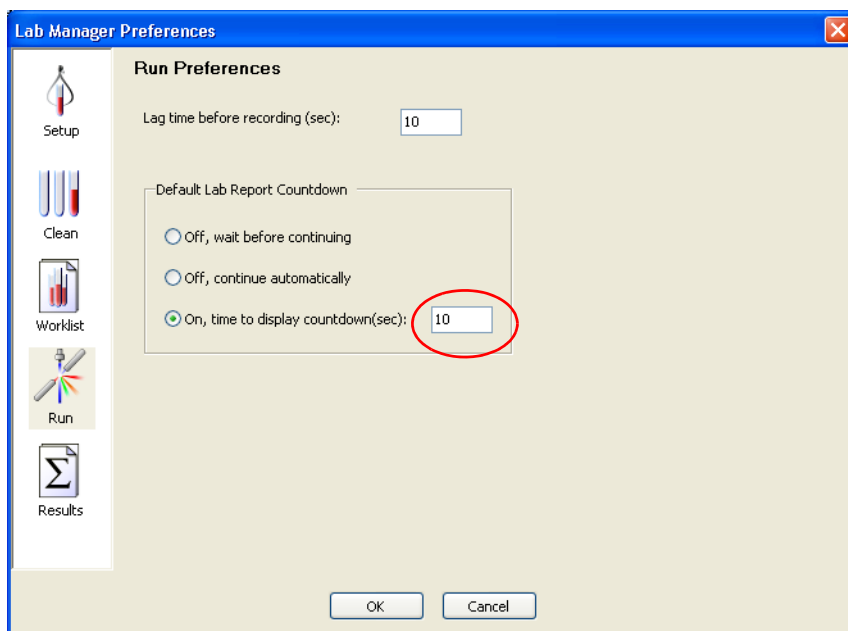 Lab Manager Preferences
Setup
Clean
Worklist
Run
Σ
Results
Run Preferences
Lag time before recording (sec): 10
Default Lab Report Countdown
Off, wait before continuing
Off, continue automatically
On, time to display countdown(sec): 10
OK Cancel